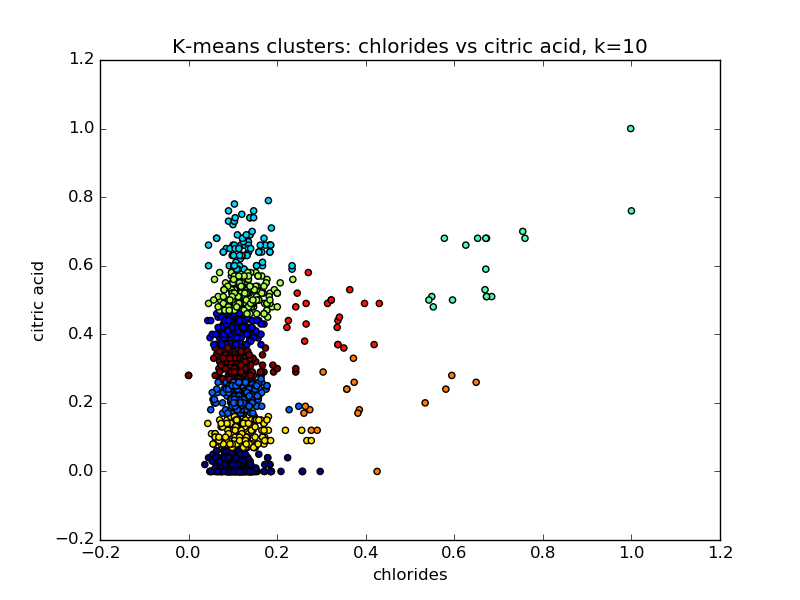 K-means clusters: chlorides vs citric acid, k=10
1.2
1.0
0.8
0.6
0.4
0.2
0.0
−0.2
citric acid
−0.2 0.0 0.2 0.4 0.6 0.8 1.0 1.2
chlorides